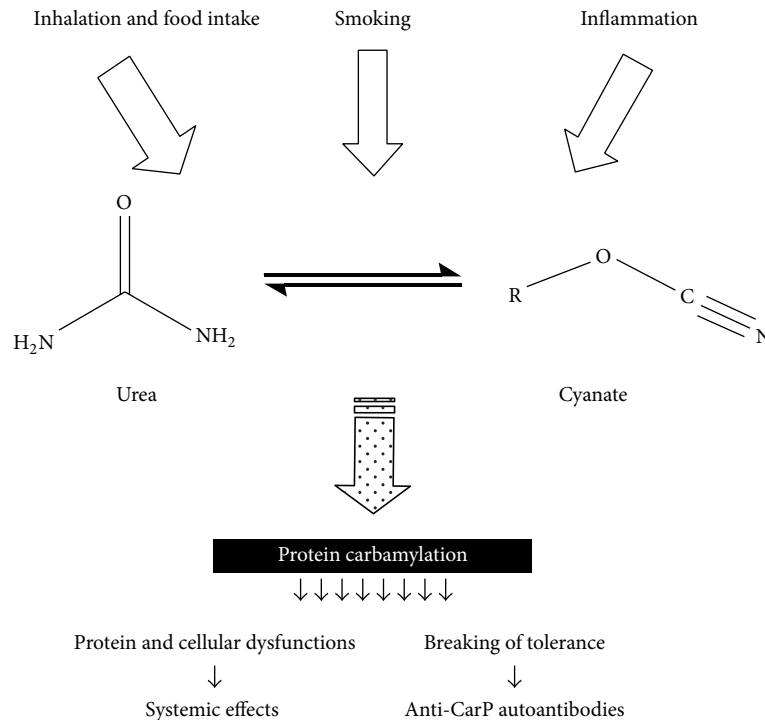 Inhalation and food intake
Smoking
Inflammation
O
O
R
C
N
H₂N
NH₂
Urea
Cyanate
Protein carbamylation
Protein and cellular dysfunctions
Breaking of tolerance
Systemic effects
Anti-CarP autoantibodies